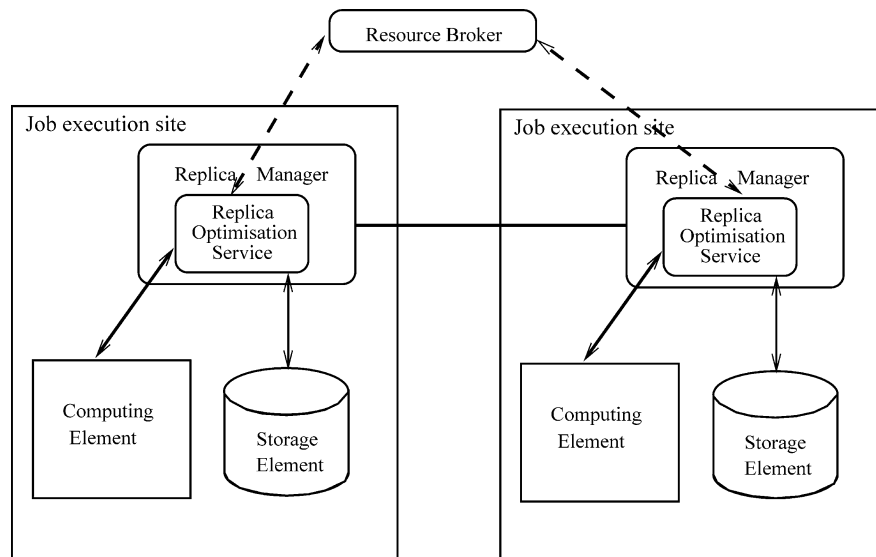 Resource Broker
Job execution site
Replica Manager
Replica
Optimisation
Service
Computing
Element
Storage
Element
Job execution site
Replica Manager
Replica
Optimisation
Service
Computing
Element
Storage
Element